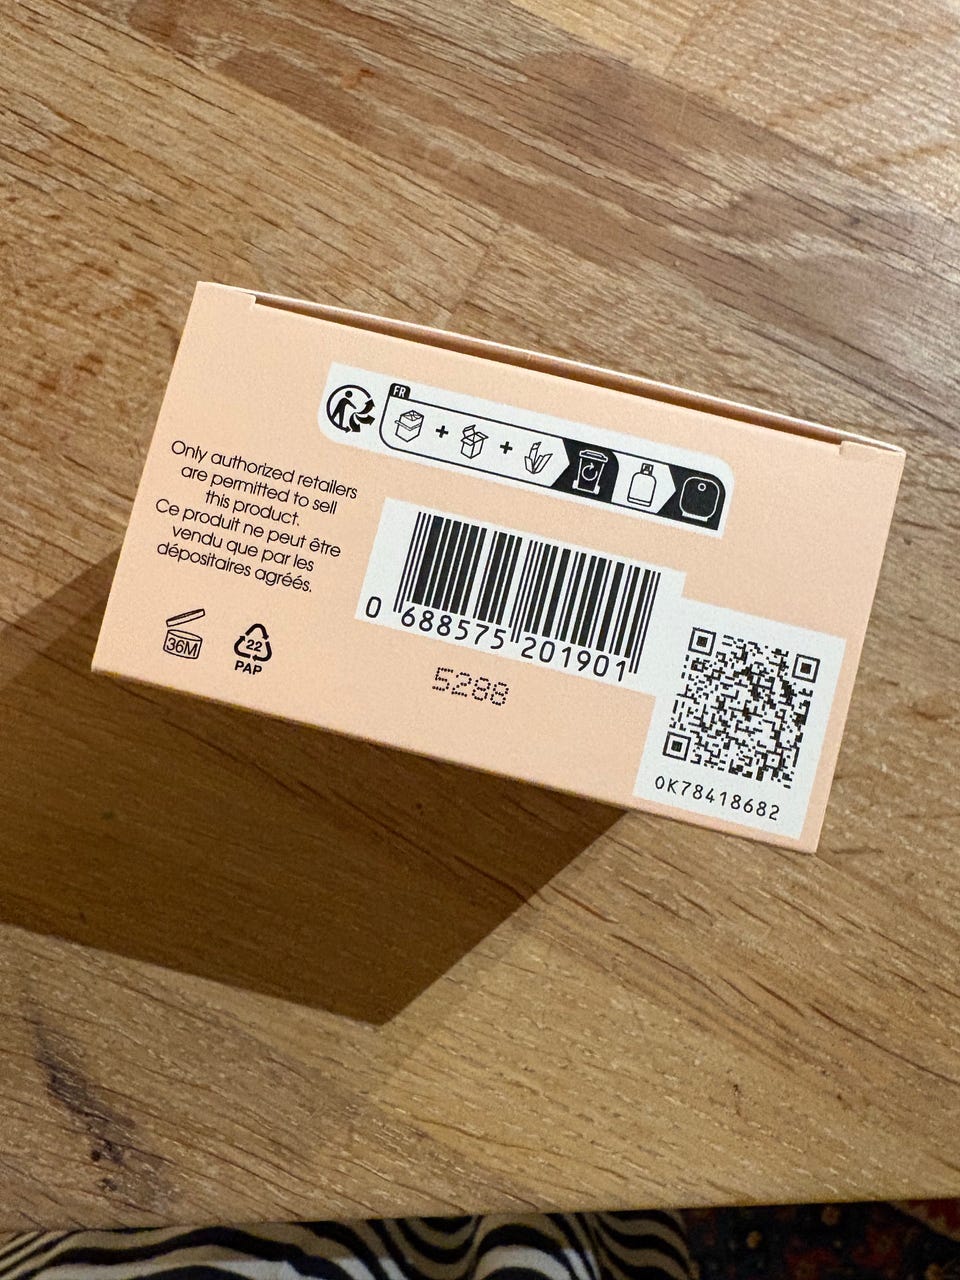 FR
Only authorized retailers
are permitted to sell
this product.
Ce produit ne peut être
vendu que par les
dépositaires agréés.
36M
22
PAP
0 688575 201901
5288
0K78418682